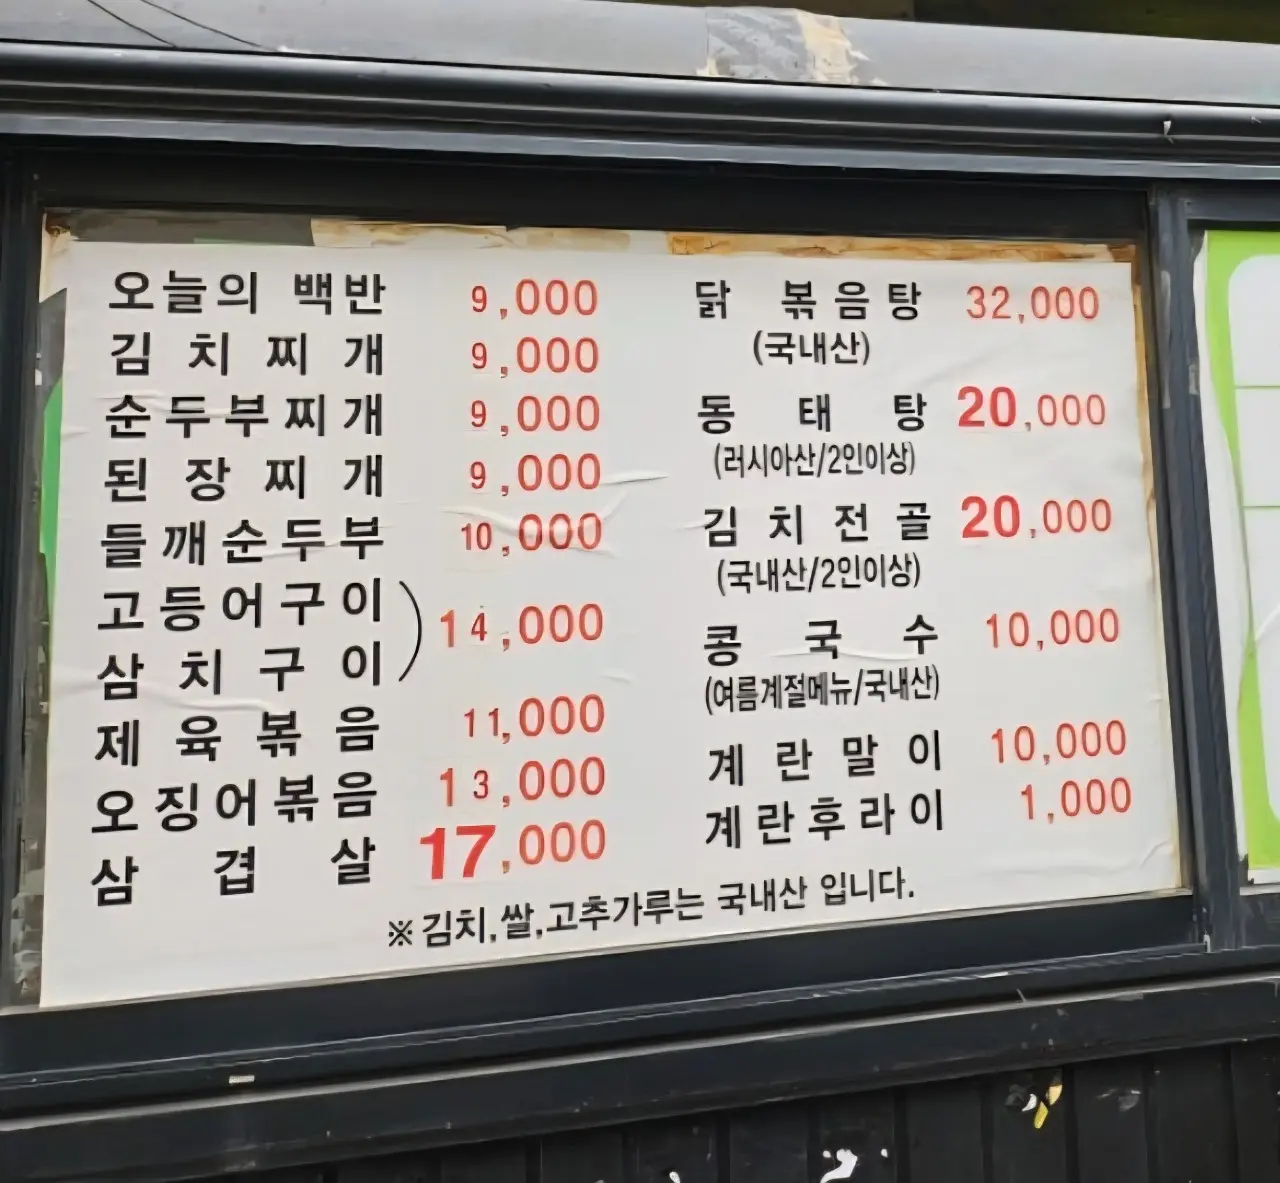 오늘의 백반 9,000
김치찌개 9,000
순두부찌개 9,000
된장찌개 9,000
들깨순두부 10,000
고등어구이
삼치구이 ) 14,000
제육볶음 11,000
오징어볶음 13,000
삼겹살 17,000
닭볶음탕 32,000
(국내산)
동태탕 20,000
(러시아산/2인이상)
김치전골 20,000
(국내산/2인이상)
콩국수 10,000
(여름계절메뉴/국내산)
계란말이 10,000
계란후라이 1,000
※김치,쌀,고추가루는 국내산 입니다.